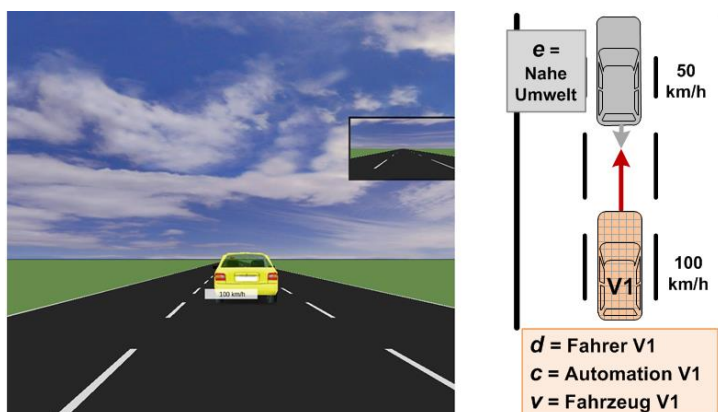 100 km/h
e =
Nahe
Umwelt
50
km/h
V1
100
km/h
d = Fahrer V1
c = Automation V1
v = Fahrzeug V1